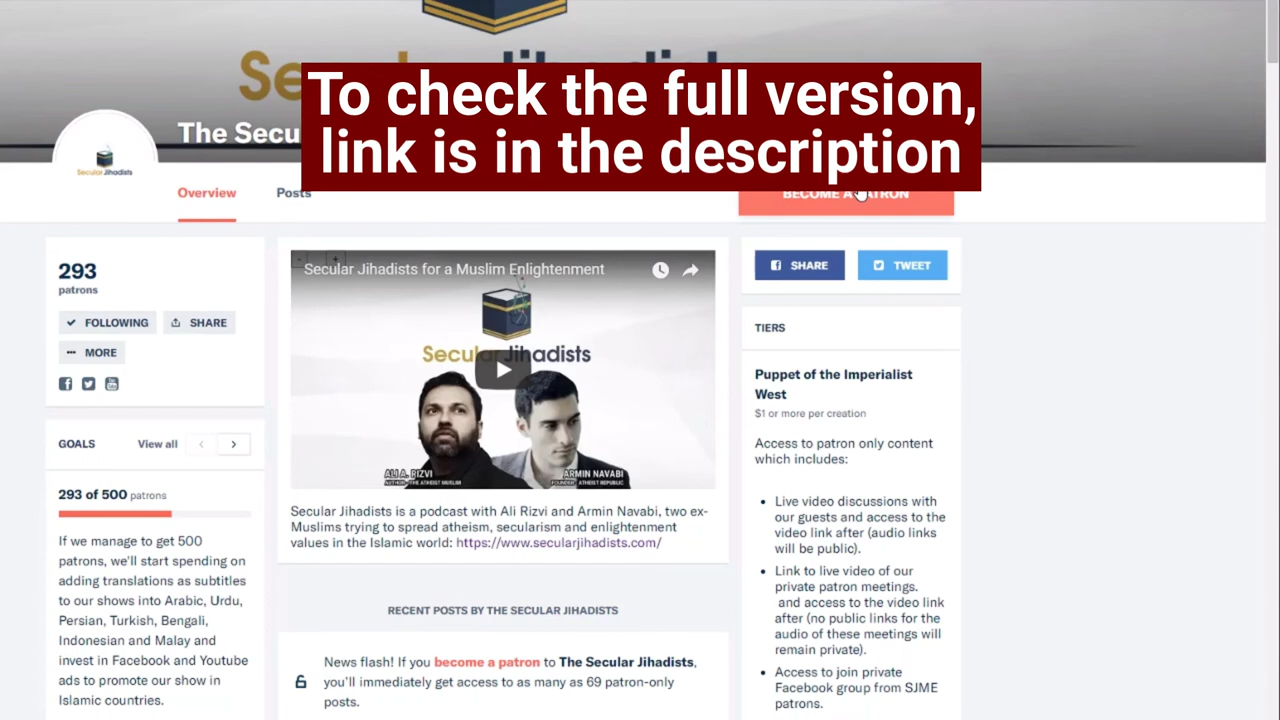 To check the full version,
link is in the description
The Secu
Secular Jihadists
Overview
Posts
BECOME A PATRON
293
patrons
FOLLOWING
SHARE
MORE
GOALS
View all
293 of 500 patrons
If we manage to get 500
patrons, we'll start spending on
adding translations as subtitles
to our shows into Arabic, Urdu,
Persian, Turkish, Bengali,
Indonesian and Malay and
invest in Facebook and Youtube
ads to promote our show in
Islamic countries.
Secular Jihadists for a Muslim Enlightenment
Secular Jihadists
ALI A. RIZVI
AUTHOR - THE ATHEIST MUSLIM
ARMIN NAVABI
FOUNDER - ATHEIST REPUBLIC
Secular Jihadists is a podcast with Ali Rizvi and Armin Navabi, two ex-
Muslims trying to spread atheism, secularism and enlightenment
values in the Islamic world: https://www.secularjihadists.com/
RECENT POSTS BY THE SECULAR JIHADISTS
News flash! If you become a patron to The Secular Jihadists,
you'll immediately get access to as many as 69 patron-only
posts.
SHARE
TWEET
TIERS
Puppet of the Imperialist
West
$1 or more per creation
Access to patron only content
which includes:
• Live video discussions with
our guests and access to the
video link after (audio links
will be public).
• Link to live video of our
private patron meetings.
and access to the video link
after (no public links for the
audio of these meetings will
remain private).
• Access to join private
Facebook group from SJME
patrons.